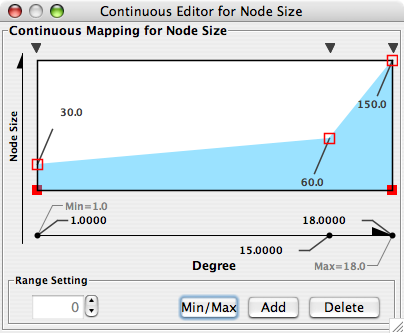 Continuous Editor for Node Size
Continuous Mapping for Node Size
Node Size
30.0
150.0
60.0
Min=1.0
1.0000
18.0000
15.0000
Degree
Max=18.0
Range Setting
0
Min/Max
Add
Delete